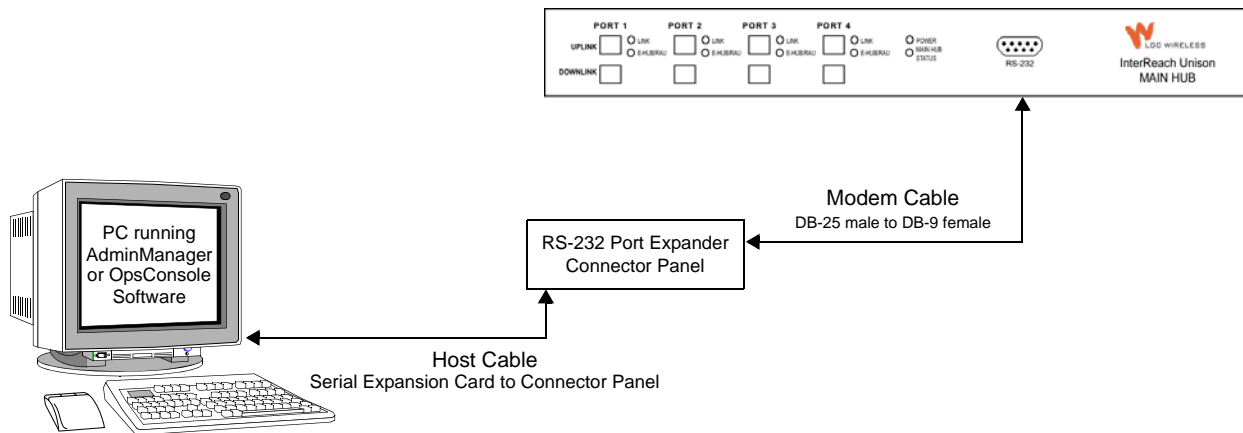 PORT 1 PORT 2 PORT 3 PORT 4
UPLINK LINK LINK LINK LINK POWER
E-HUB/RAU E-HUB/RAU E-HUB/RAU E-HUB/RAU MAIN HUB
STATUS
DOWNLINK
RS-232
LGC WIRELESS
InterReach Unison
MAIN HUB
Modem Cable
DB-25 male to DB-9 female
PC running
AdminManager
or OpsConsole
Software
RS-232 Port Expander
Connector Panel
Host Cable
Serial Expansion Card to Connector Panel